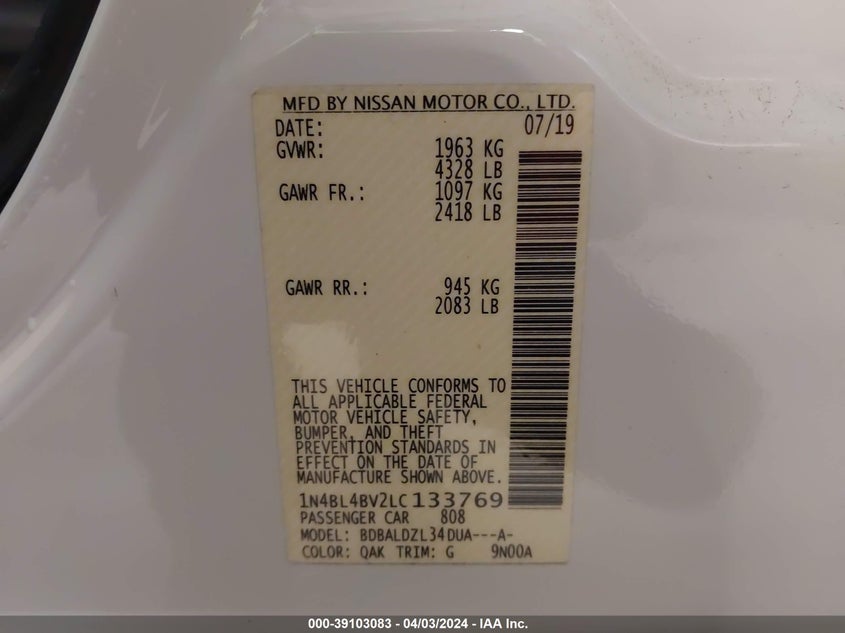 MFD BY NISSAN MOTOR CO., LTD.
DATE: 07/19
GVWR: 1963 KG
4328 LB
GAWR FR.: 1097 KG
2418 LB
GAWR RR.: 945 KG
2083 LB
THIS VEHICLE CONFORMS TO
ALL APPLICABLE FEDERAL
MOTOR VEHICLE SAFETY,
BUMPER, AND THEFT
PREVENTION STANDARDS IN
EFFECT ON THE DATE OF
MANUFACTURE SHOWN ABOVE.
1N4BL4BV2LC133769
PASSENGER CAR 808
MODEL: BDBALDZL34DUA---A-
COLOR: QAK TRIM: G 9N00A
000-39103083 - 04/03/2024 - IAA Inc.